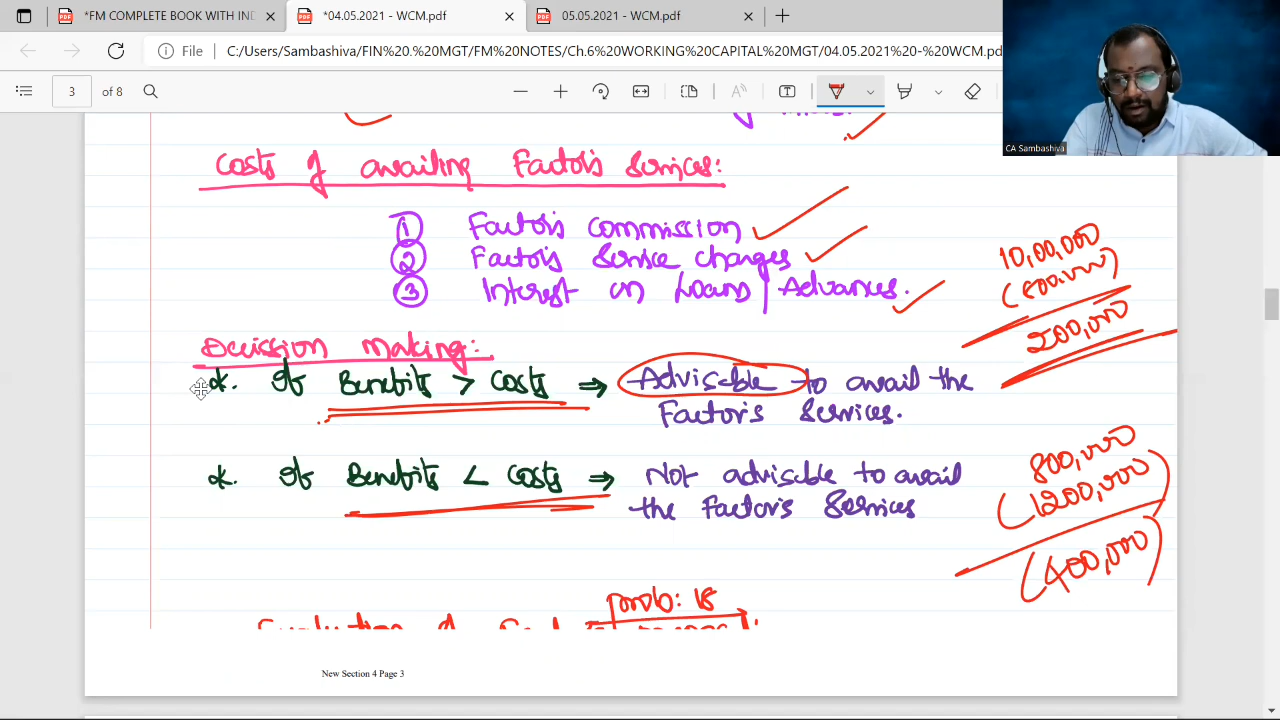 *FM COMPLETE BOOK WITH IND
*04.05.2021 - WCM.pdf
05.05.2021 - WCM.pdf
File
C:/Users/Sambashiva/FIN%20.%20MGT/FM%20NOTES/Ch.6%20WORKING%20CAPITAL%20MGT/04.05.2021%20-%20WCM.pd
3 of 8
CA Sambashiva
Costs of availing Factor's Services:
① Factor's commission
② Factor's Service charges
③ Interest on Loans / Advances.
10,00,000
(800,000)
200,000
Decission Making:
*. If Benefits > Costs ⇒ Advisable to avail the
Factor's Services.
*. If Benefits < Costs ⇒ Not advisable to avail
the Factor's Services
800,000
(1200,000)
(400,000)
prob: 18
New Section 4 Page 3